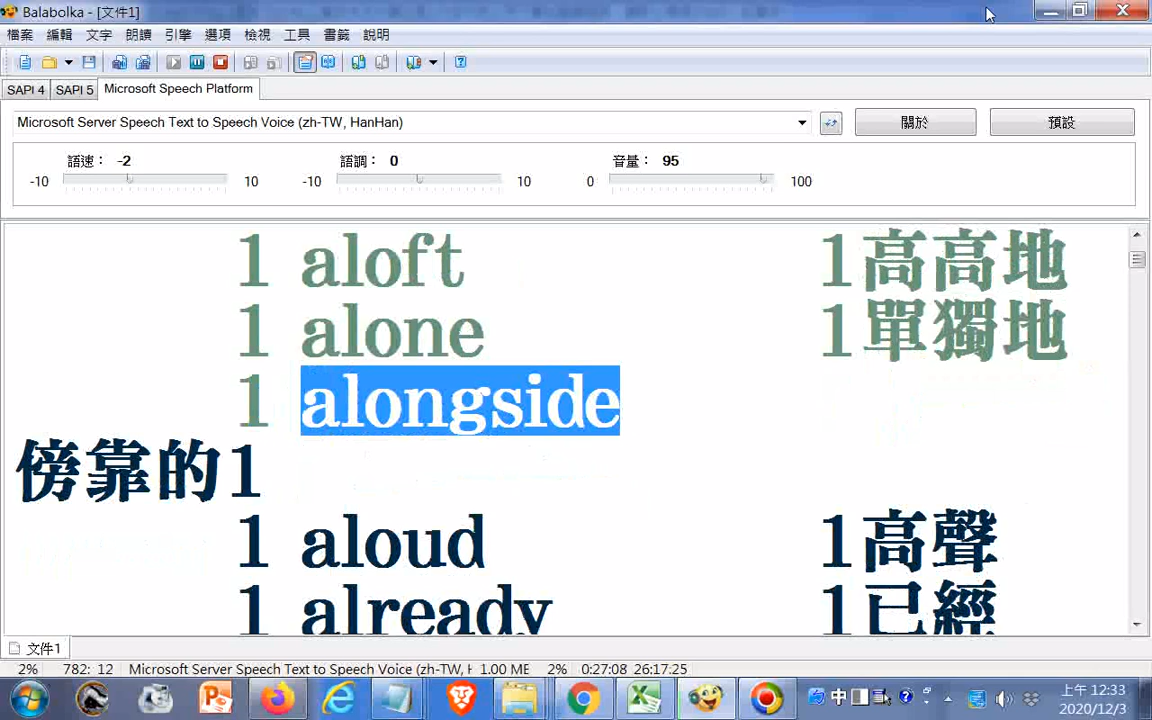 Balabolka - [文件1]
檔案 編輯 文字 朗讀 引擎 選項 檢視 工具 書籤 說明
SAPI 4 SAPI 5 Microsoft Speech Platform
Microsoft Server Speech Text to Speech Voice (zh-TW, HanHan) 關於 預設
語速： -2 語調： 0 音量： 95
-10 10 -10 10 0 100
1 aloft 1高高地
1 alone 1單獨地
1 alongside
傍靠的1
1 aloud 1高聲
1 already 1已經
文件1
2% 782: 12 Microsoft Server Speech Text to Speech Voice (zh-TW, H 1.00 ME 2% 0:27:08 26:17:25
中 上午 12:33
2020/12/3